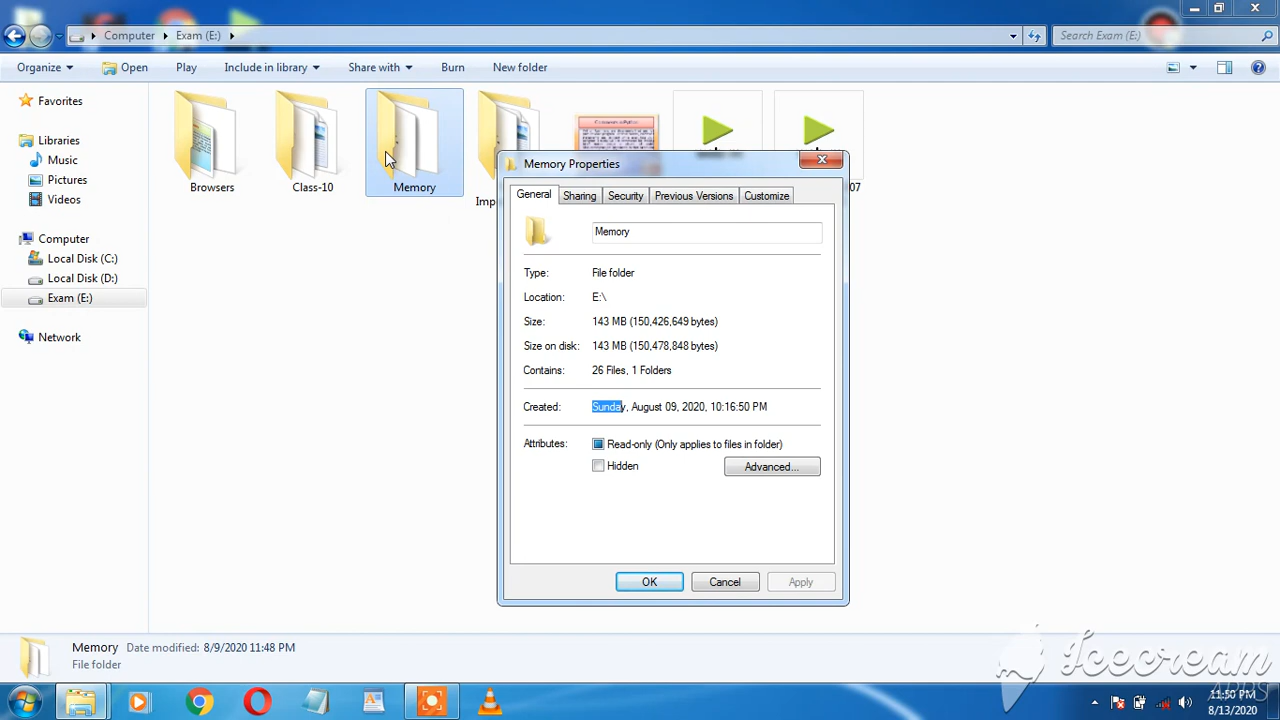 Computer Exam (E:)
Search Exam (E:)
Organize Open Play Include in library Share with Burn New folder
Favorites
Libraries
Music
Pictures
Videos
Computer
Local Disk (C:)
Local Disk (D:)
Exam (E:)
Network
Browsers
Class-10
Memory
Imp
07
Memory Properties
General Sharing Security Previous Versions Customize
Memory
Type: File folder
Location: E:\
Size: 143 MB (150,426,649 bytes)
Size on disk: 143 MB (150,478,848 bytes)
Contains: 26 Files, 1 Folders
Created: Sunday, August 09, 2020, 10:16:50 PM
Attributes: Read-only (Only applies to files in folder)
Hidden Advanced...
OK Cancel Apply
Memory Date modified: 8/9/2020 11:48 PM
File folder
Icecream
APPS
11:50 PM
8/13/2020